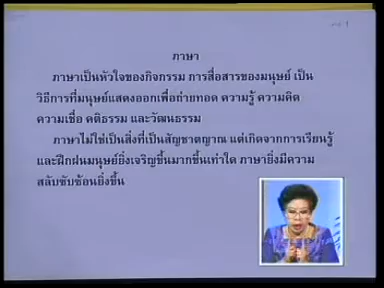 ภาษา
ภาษาเป็นหัวใจของกิจกรรม การสื่อสารของมนุษย์ เป็น
วิธีการที่มนุษย์แสดงออกเพื่อถ่ายทอด ความรู้ ความคิด
ความเชื่อ คติธรรม และวัฒนธรรม
ภาษาไม่ใช่เป็นสิ่งที่เป็นสัญชาตญาณ แต่เกิดจากการเรียนรู้
และฝึกฝนมนุษย์ยิ่งเจริญขึ้นมากขึ้นเท่าใด ภาษายิ่งมีความ
สลับซับซ้อนยิ่งขึ้น